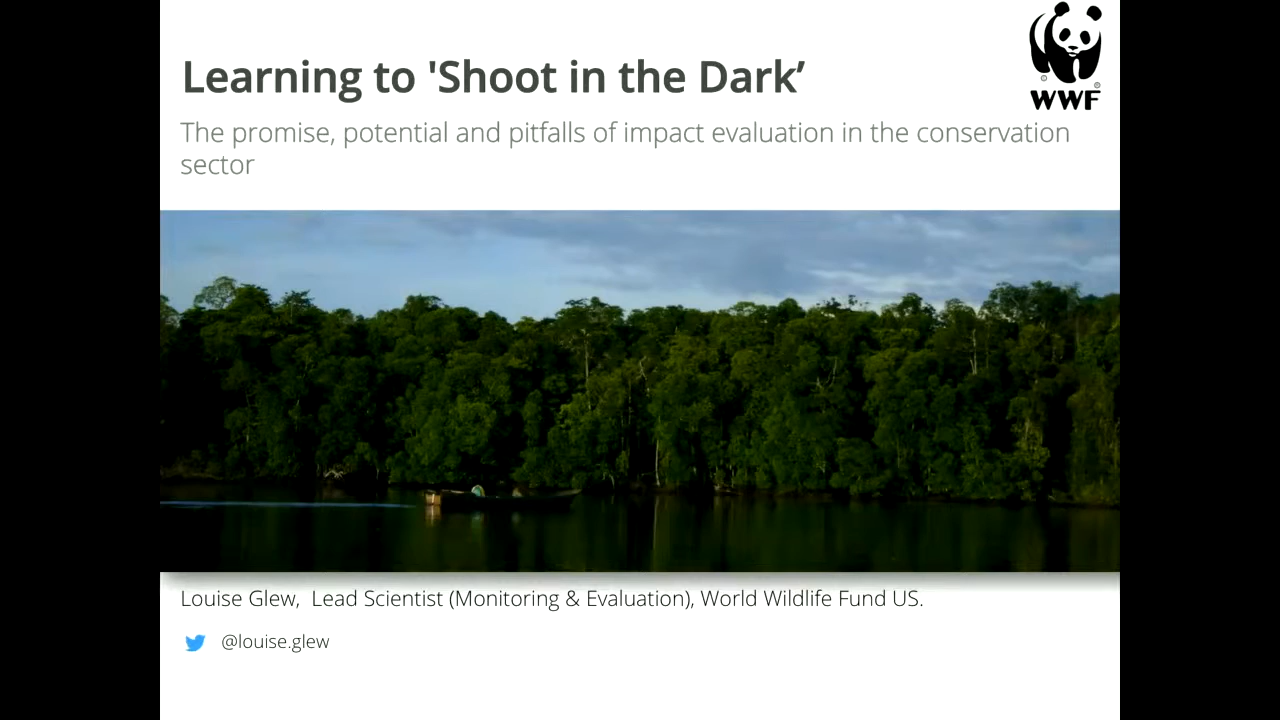 Learning to 'Shoot in the Dark’
WWF
The promise, potential and pitfalls of impact evaluation in the conservation
sector
Louise Glew,  Lead Scientist (Monitoring & Evaluation), World Wildlife Fund US.
@louise.glew